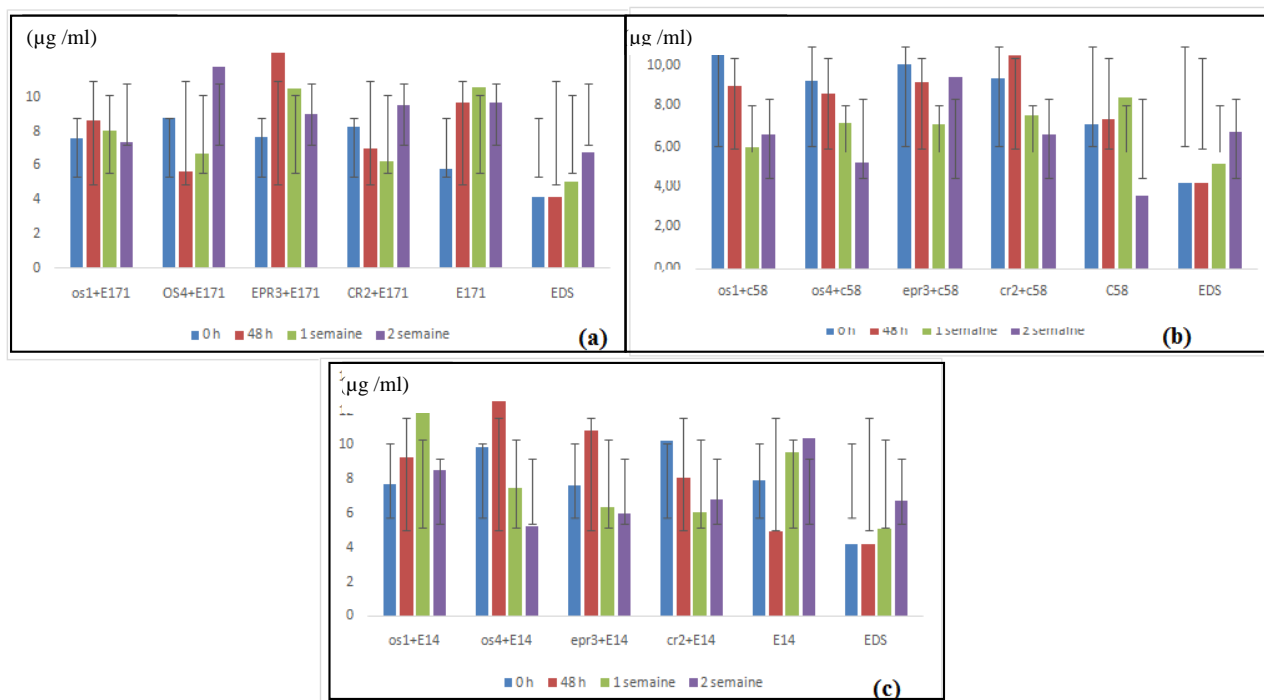 (µg /ml)
10
8
6
4
2
0
os1+E171 OS4+E171 EPR3+E171 CR2+E171 E171 EDS
0 h 48 h 1 semaine 2 semaine
(a)
µg /ml)
10,00
8,00
6,00
4,00
2,00
0,00
os1+c58 os4+c58 epr3+c58 cr2+c58 C58 EDS
0 h 48 h 1 semaine 2 semaine
(b)
(µg /ml)
12
10
8
6
4
2
0
os1+E14 os4+E14 epr3+E14 cr2+E14 E14 EDS
0 h 48 h 1 semaine 2 semaine
(c)